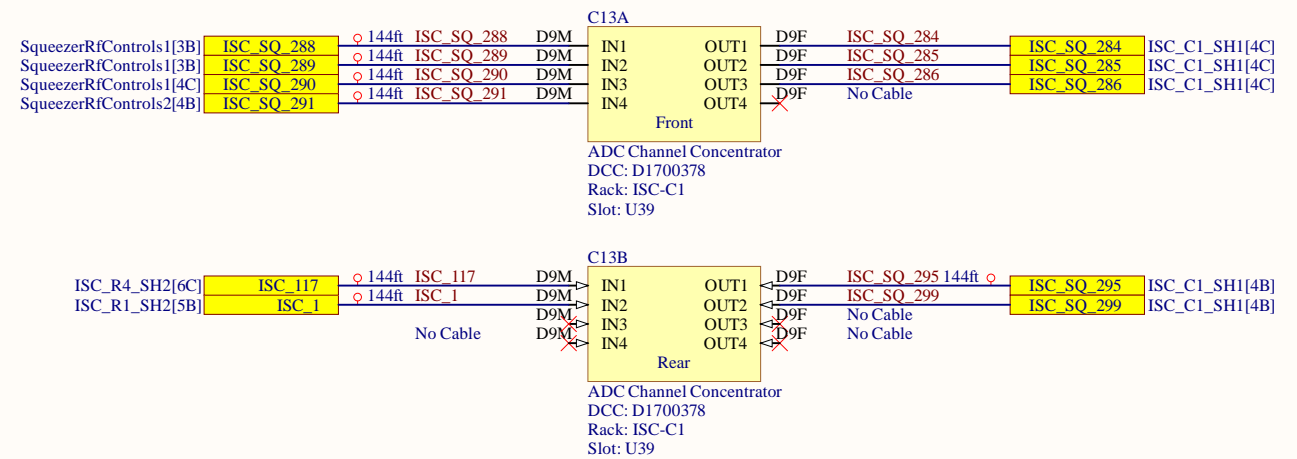 C13A
SqueezerRfControls1[3B] ISC_SQ_288 144ft ISC_SQ_288 D9M IN1 OUT1 D9F ISC_SQ_284 ISC_SQ_284 ISC_C1_SH1[4C]
SqueezerRfControls1[3B] ISC_SQ_289 144ft ISC_SQ_289 D9M IN2 OUT2 D9F ISC_SQ_285 ISC_SQ_285 ISC_C1_SH1[4C]
SqueezerRfControls1[4C] ISC_SQ_290 144ft ISC_SQ_290 D9M IN3 OUT3 D9F ISC_SQ_286 ISC_SQ_286 ISC_C1_SH1[4C]
SqueezerRfControls2[4B] ISC_SQ_291 144ft ISC_SQ_291 D9M IN4 OUT4 D9F No Cable
Front
ADC Channel Concentrator
DCC: D1700378
Rack: ISC-C1
Slot: U39
C13B
ISC_R4_SH2[6C] ISC_117 144ft ISC_117 D9M IN1 OUT1 D9F ISC_SQ_295 144ft ISC_SQ_295 ISC_C1_SH1[4B]
ISC_R1_SH2[5B] ISC_1 144ft ISC_1 D9M IN2 OUT2 D9F ISC_SQ_299 ISC_SQ_299 ISC_C1_SH1[4B]
D9M IN3 OUT3 D9F No Cable
No Cable D9M IN4 OUT4 D9F No Cable
Rear
ADC Channel Concentrator
DCC: D1700378
Rack: ISC-C1
Slot: U39